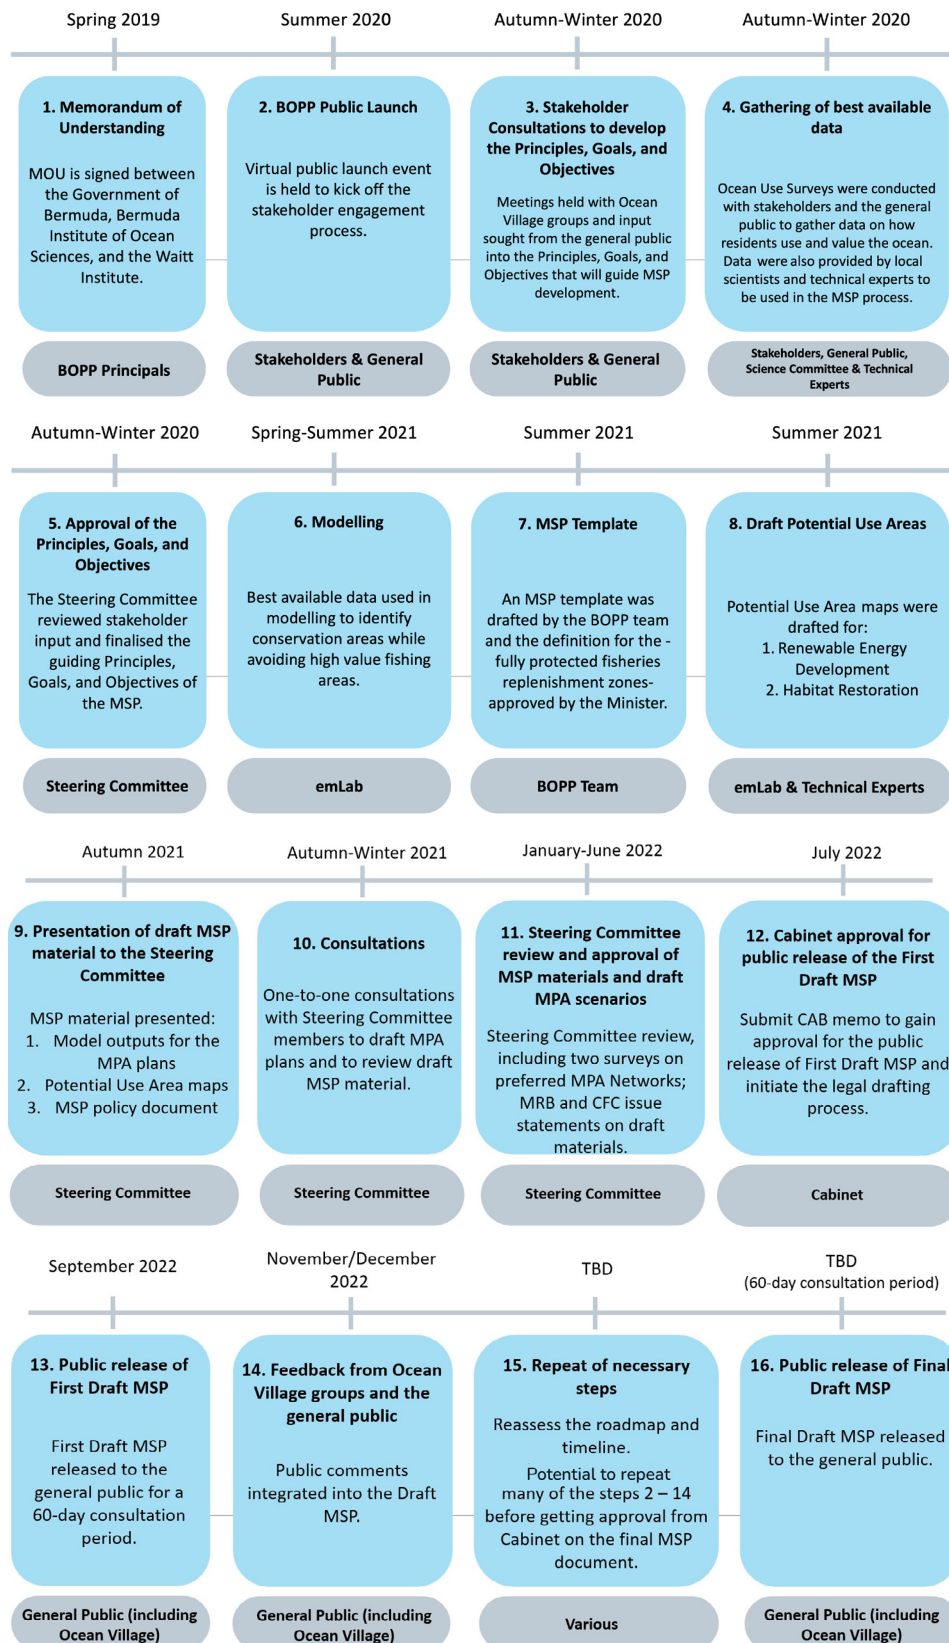 Spring 2019
Summer 2020
Autumn-Winter 2020
Autumn-Winter 2020
1. Memorandum of
Understanding
MOU is signed between
the Government of
Bermuda, Bermuda
Institute of Ocean
Sciences, and the Waitt
Institute.
BOPP Principals
2. BOPP Public Launch
Virtual public launch event
is held to kick off the
stakeholder engagement
process.
Stakeholders & General
Public
3. Stakeholder
Consultations to develop
the Principles, Goals, and
Objectives
Meetings held with Ocean
Village groups and input
sought from the general public
into the Principles, Goals, and
Objectives that will guide MSP
development.
Stakeholders & General
Public
4. Gathering of best available
data
Ocean Use Surveys were conducted
with stakeholders and the general
public to gather data on how
residents use and value the ocean.
Data were also provided by local
scientists and technical experts to
be used in the MSP process.
Stakeholders, General Public,
Science Committee & Technical
Experts
Autumn-Winter 2020
Spring-Summer 2021
Summer 2021
Summer 2021
5. Approval of the
Principles, Goals, and
Objectives
The Steering Committee
reviewed stakeholder
input and finalised the
guiding Principles,
Goals, and Objectives of
the MSP.
Steering Committee
6. Modelling
Best available data used in
modelling to identify
conservation areas while
avoiding high value fishing
areas.
emLab
7. MSP Template
An MSP template was
drafted by the BOPP team
and the definition for the -
fully protected fisheries
replenishment zones-
approved by the Minister.
BOPP Team
8. Draft Potential Use Areas
Potential Use Area maps were
drafted for:
1. Renewable Energy
Development
2. Habitat Restoration
emLab & Technical Experts
Autumn 2021
Autumn-Winter 2021
January-June 2022
July 2022
9. Presentation of draft MSP
material to the Steering
Committee
MSP material presented:
1. Model outputs for the
MPA plans
2. Potential Use Area maps
3. MSP policy document
Steering Committee
10. Consultations
One-to-one consultations
with Steering Committee
members to draft MPA
plans and to review draft
MSP material.
Steering Committee
11. Steering Committee
review and approval of
MSP materials and draft
MPA scenarios
Steering Committee review,
including two surveys on
preferred MPA Networks;
MRB and CFC issue
statements on draft
materials.
Steering Committee
12. Cabinet approval for
public release of the First
Draft MSP
Submit CAB memo to gain
approval for the public
release of First Draft MSP and
initiate the legal drafting
process.
Cabinet
September 2022
November/December
2022
TBD
TBD
(60-day consultation period)
13. Public release of
First Draft MSP
First Draft MSP
released to the
general public for a
60-day consultation
period.
General Public (including
Ocean Village)
14. Feedback from Ocean
Village groups and the
general public
Public comments
integrated into the Draft
MSP.
General Public (including
Ocean Village)
15. Repeat of necessary
steps
Reassess the roadmap and
timeline.
Potential to repeat
many of the steps 2 – 14
before getting approval from
Cabinet on the final MSP
document.
Various
16. Public release of Final
Draft MSP
Final Draft MSP released
to the general public.
General Public (including
Ocean Village)